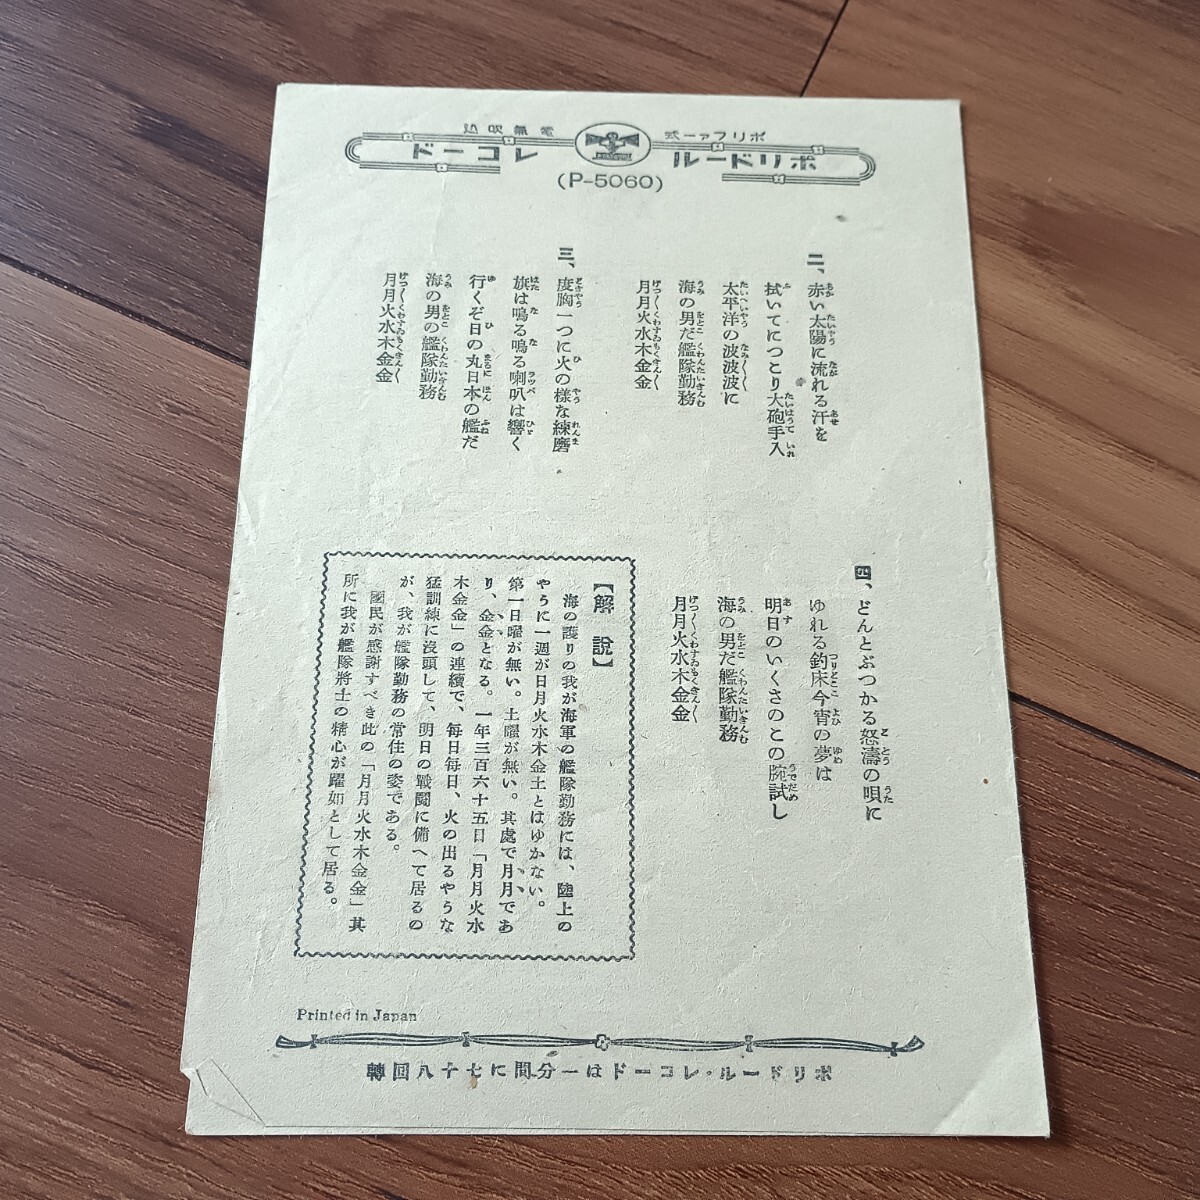 ポリファー式 電氣吹込
ポリドール レコード
(P-5060)
二、赤い太陽に流れる汗を
拭いてにつとり大砲手入
太平洋の波波波に
海の男だ艦隊勤務
月月火水木金金
三、度胸一つに火の様な練磨
旗は鳴る鳴る喇叭は響く
行くぞ日の丸日本の艦だ
海の男の艦隊勤務
月月火水木金金
四、どんとぶつかる怒濤の唄に
ゆれる釣床今宵の夢は
明日のいくさのこの腕試し
海の男だ艦隊勤務
月月火水木金金
【解説】
海の護りの我が海軍の艦隊勤務には、陸上の
やうに一週が日月火水木金土とはゆかない。
第一日曜が無い。土曜が無い。其處で月月であ
り、金金となる。一年三百六十五日「月月火水
木金金」の連續で、毎日毎日、火の出るやうな
猛訓練に沒頭して、明日の戰鬪に備へて居るの
が、我が艦隊勤務の常住の姿である。
國民が感謝すべき此の「月月火水木金金」其
所に我が艦隊將士の精心が躍如として居る。
Printed in Japan
ポリドール・レコードは一分間に七十八回轉